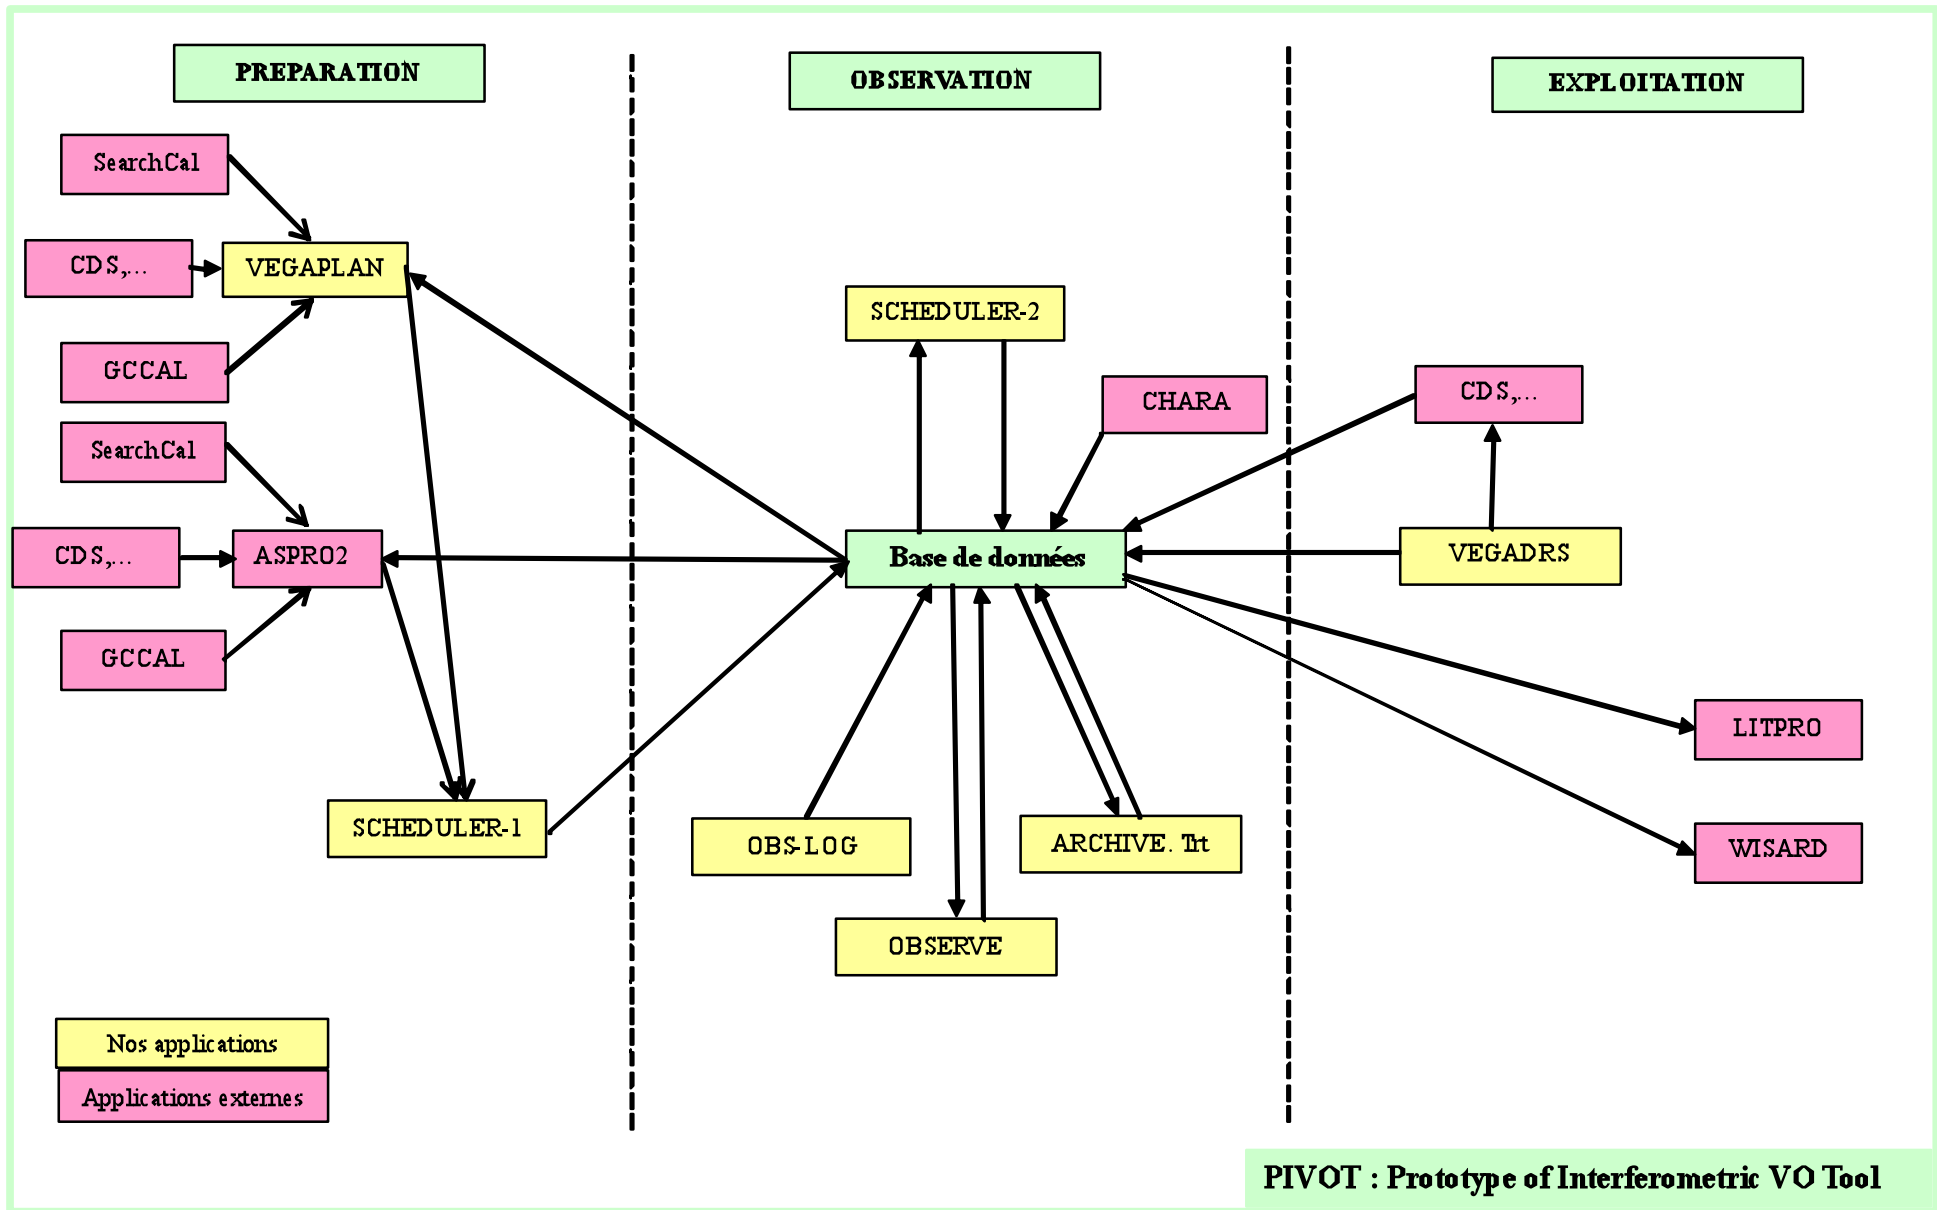 PREPARATION
OBSERVATION
EXPLOITATION
SearchCal
CDS,...
VEGAPLAN
GCCAL
SearchCal
CDS,...
ASPRO2
GCCAL
SCHEDULER-1
SCHEDULER-2
CHARA
Base de données
OBS-LOG
ARCHIVE. Trt
OBSERVE
CDS,...
VEGADRS
LITPRO
WISARD
Nos applications
Applications externes
PIVOT : Prototype of Interferometric VO Tool